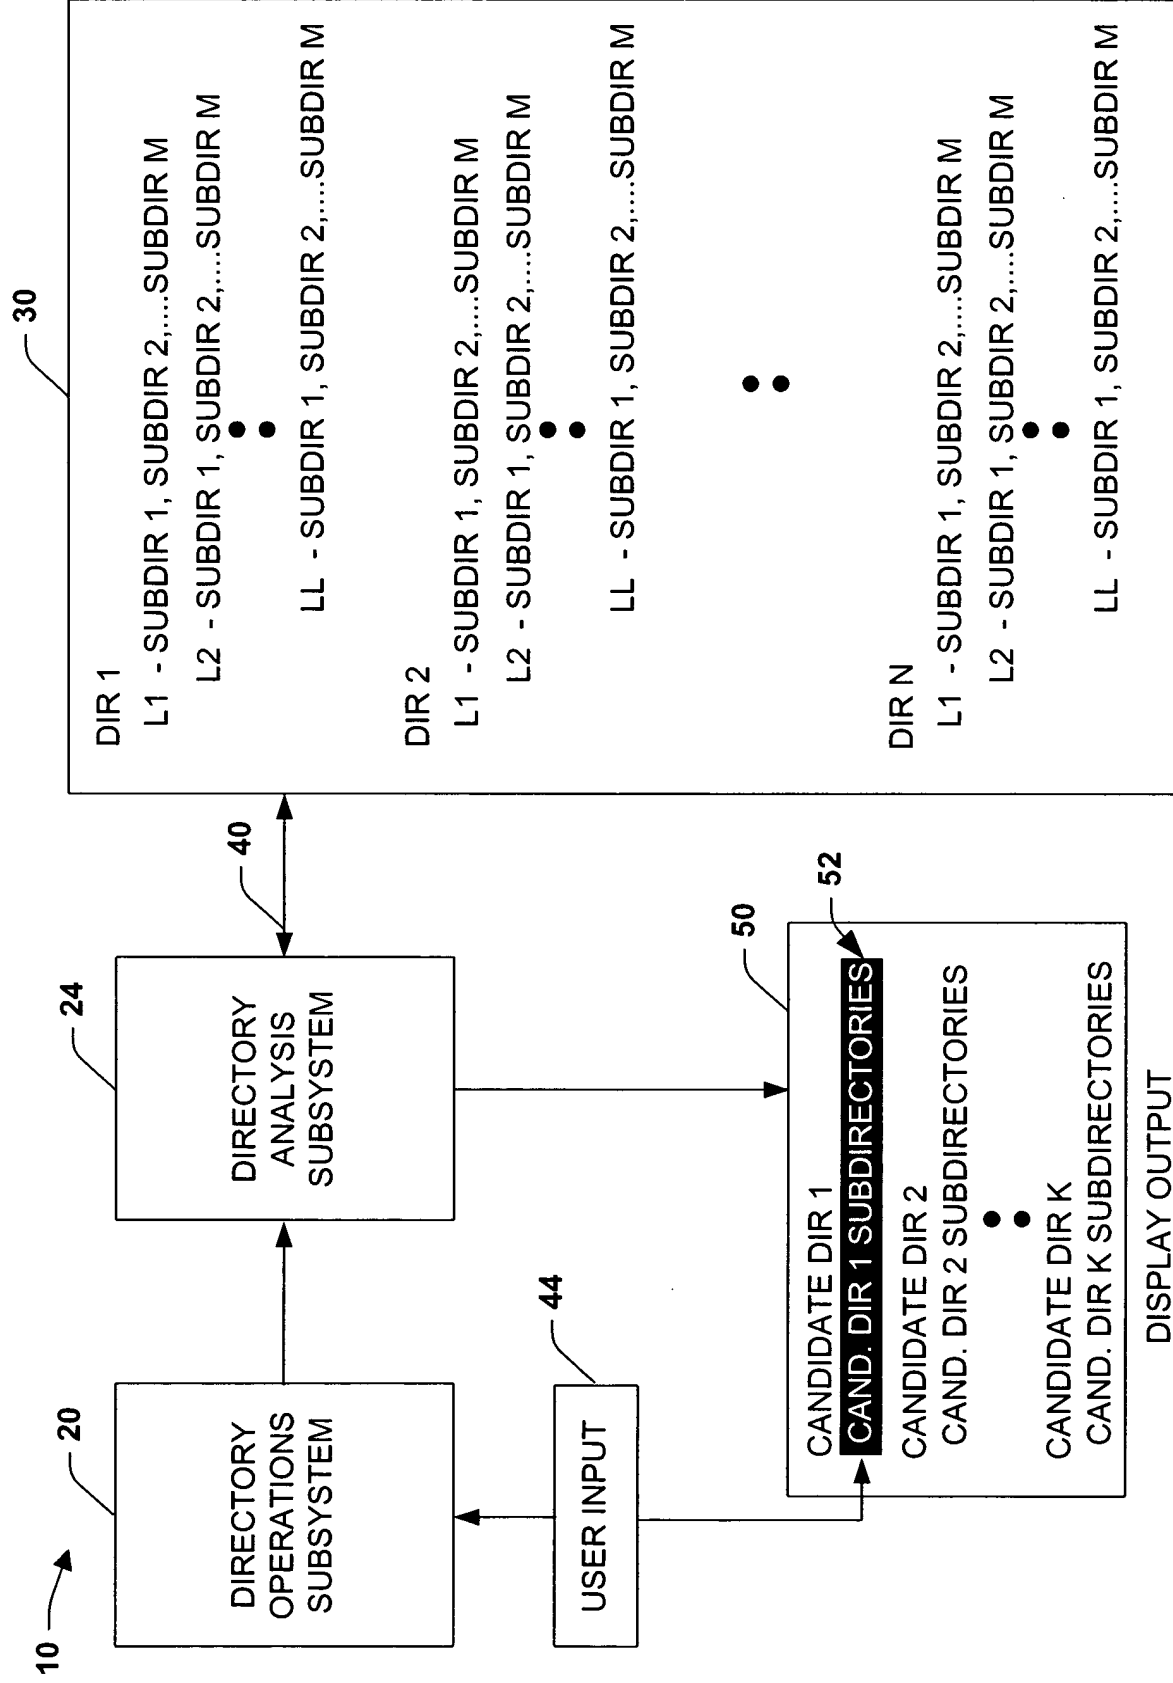 10
20
DIRECTORY
OPERATIONS
SUBSYSTEM
24
DIRECTORY
ANALYSIS
SUBSYSTEM
40
30
DIR 1
L1 - SUBDIR 1, SUBDIR 2,....SUBDIR M
L2 - SUBDIR 1, SUBDIR 2,....SUBDIR M
LL - SUBDIR 1, SUBDIR 2,....SUBDIR M
DIR 2
L1 - SUBDIR 1, SUBDIR 2,....SUBDIR M
L2 - SUBDIR 1, SUBDIR 2,....SUBDIR M
LL - SUBDIR 1, SUBDIR 2,....SUBDIR M
DIR N
L1 - SUBDIR 1, SUBDIR 2,....SUBDIR M
L2 - SUBDIR 1, SUBDIR 2,....SUBDIR M
LL - SUBDIR 1, SUBDIR 2,....SUBDIR M
44
USER INPUT
50
52
CANDIDATE DIR 1
CAND. DIR 1 SUBDIRECTORIES
CANDIDATE DIR 2
CAND. DIR 2 SUBDIRECTORIES
CANDIDATE DIR K
CAND. DIR K SUBDIRECTORIES
DISPLAY OUTPUT